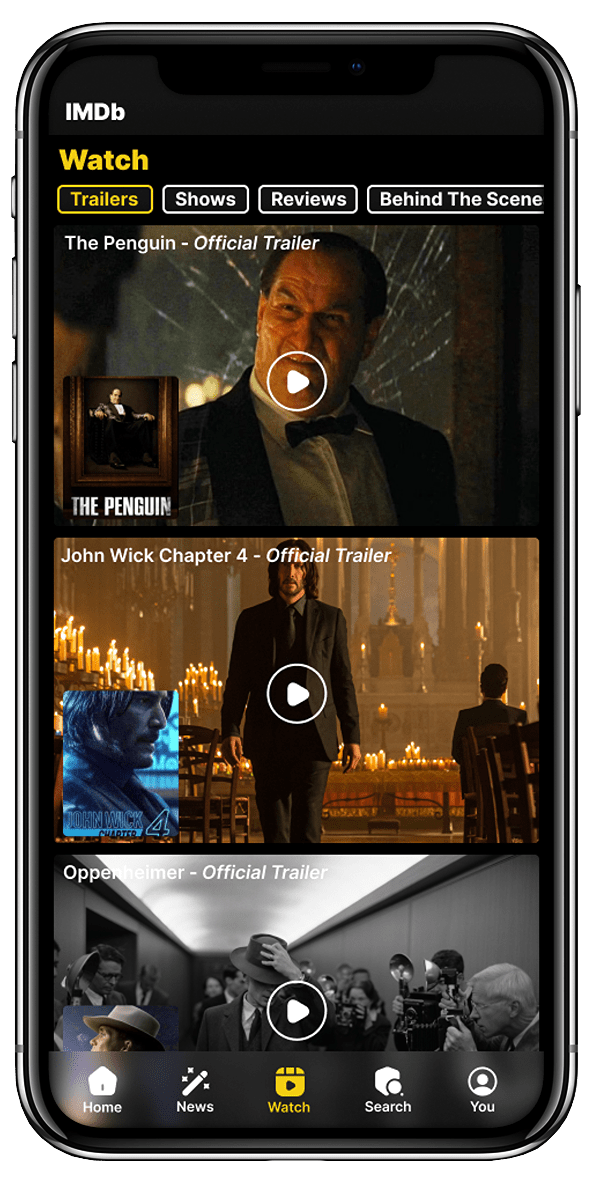 IMDb
Watch
Trailers
Shows
Reviews
Behind The Scene
The Penguin - Official Trailer
THE PENGUIN
John Wick Chapter 4 - Official Trailer
JOHN WICK
CHAPTER 4
Oppenheimer - Official Trailer
Home
News
Watch
Search
You